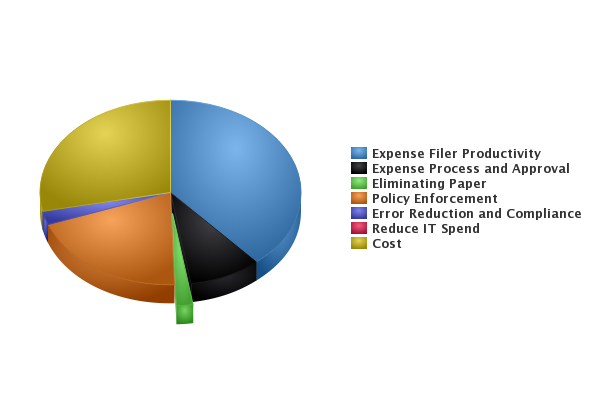 Expense Filer Productivity
Expense Process and Approval
Eliminating Paper
Policy Enforcement
Error Reduction and Compliance
Reduce IT Spend
Cost